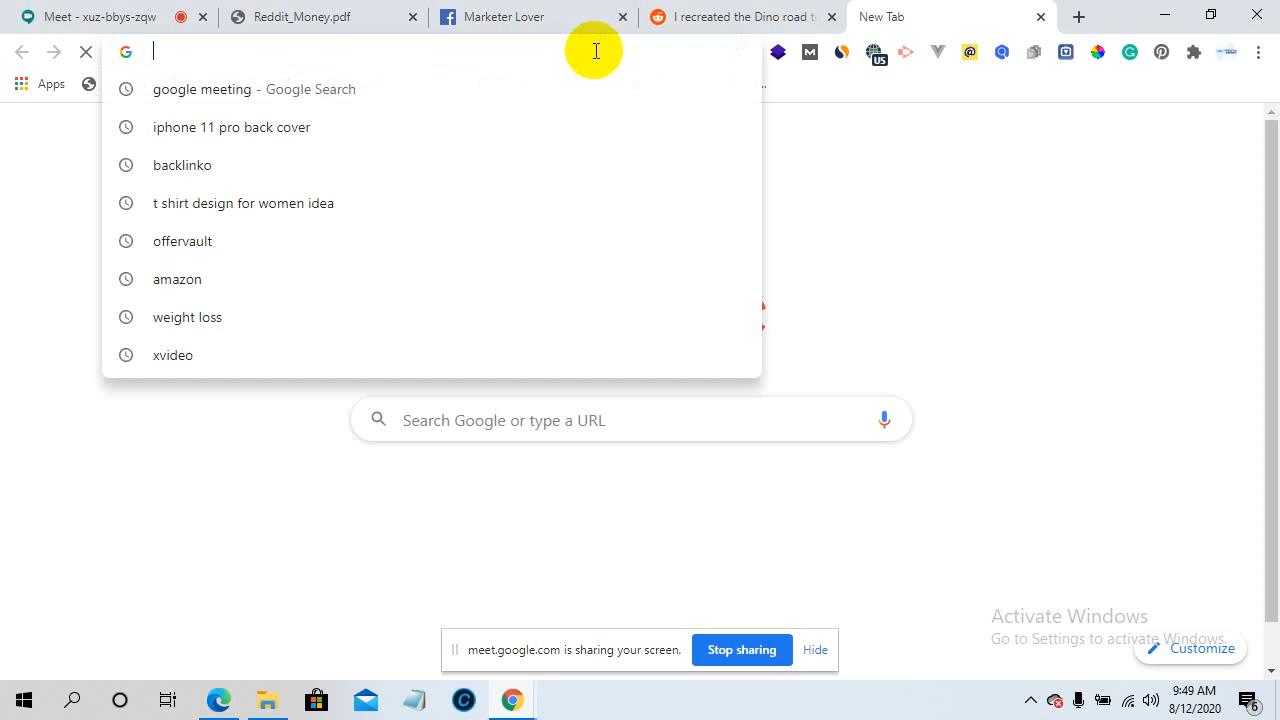 Meet - xuz-bbys-zqw
Reddit_Money.pdf
Marketer Lover
I recreated the Dino road t
New Tab
US
Apps
google meeting - Google Search
iphone 11 pro back cover
backlinko
t shirt design for women idea
offervault
amazon
weight loss
xvideo
Search Google or type a URL
Activate Windows
Go to Settings to activate Windows.
Customize
meet.google.com is sharing your screen.
Stop sharing
Hide
9:49 AM
8/12/2020
6